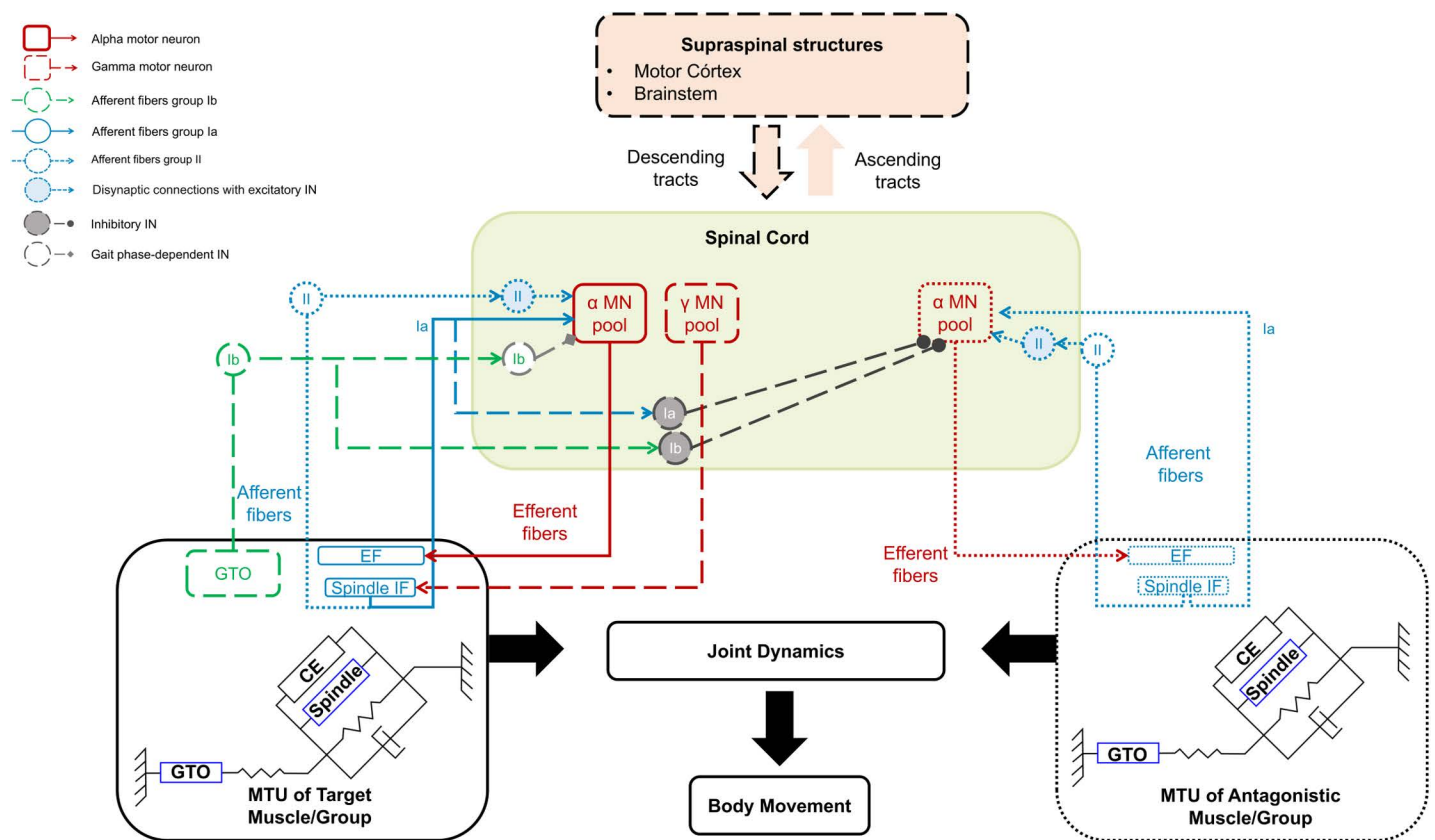 Alpha motor neuron
Gamma motor neuron
Afferent fibers group Ib
Afferent fibers group Ia
Afferent fibers group II
Disynaptic connections with excitatory IN
Inhibitory IN
Gait phase-dependent IN
Supraspinal structures
• Motor Córtex
• Brainstem
Descending
tracts
Ascending
tracts
Spinal Cord
II
II
α MN
pool
γ MN
pool
α MN
pool
Ia
Ib
Ib
Ia
Ib
II
II
Ia
Afferent
fibers
Efferent
fibers
Afferent
fibers
Efferent
fibers
GTO
EF
Spindle IF
EF
Spindle IF
CE
Spindle
GTO
MTU of Target
Muscle/Group
Joint Dynamics
Body Movement
CE
Spindle
GTO
MTU of Antagonistic
Muscle/Group